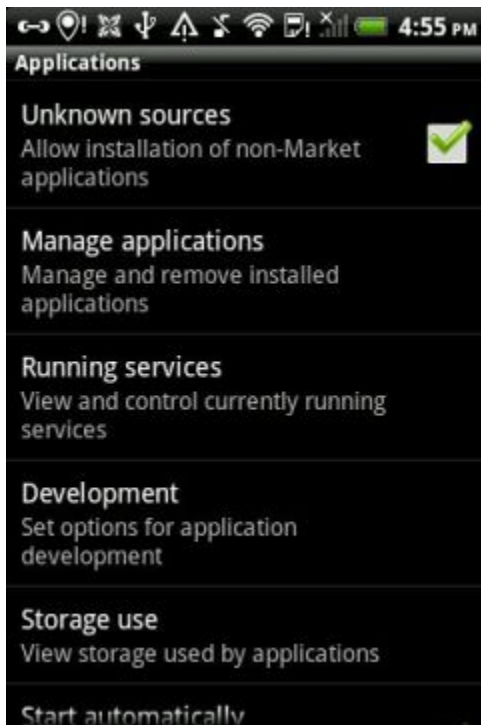 4:55 PM
Applications
Unknown sources
Allow installation of non-Market
applications
Manage applications
Manage and remove installed
applications
Running services
View and control currently running
services
Development
Set options for application
development
Storage use
View storage used by applications
Start automatically